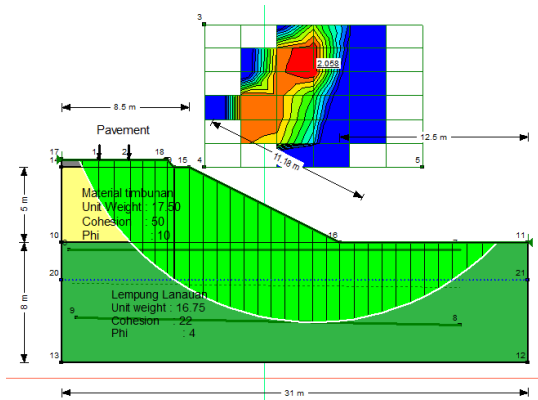 3
2.058
8.5 m
12.5 m
Pavement
11.18 m
5
17
1
2
18
15
4
14
5 m
Material timbunan
Unit Weight : 17.50
Cohesion : 50
Phi : 10
10
16
7
11
20
21
8 m
Lempung Lanauan
Unit weight : 16.75
Cohesion : 22
Phi : 4
9
8
13
12
31 m